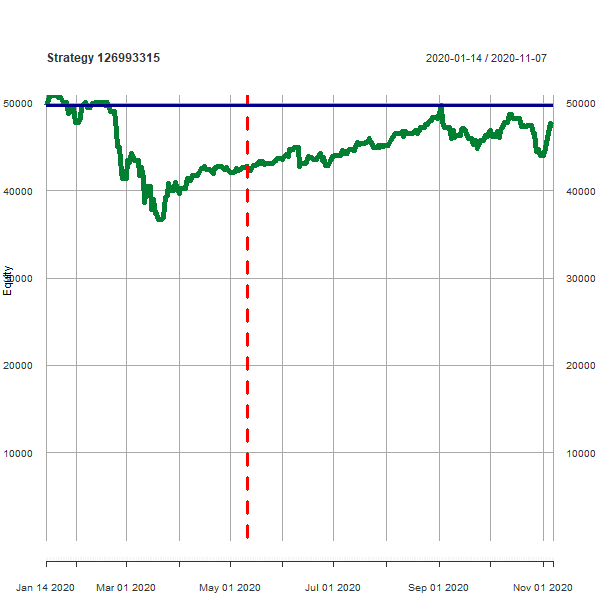 Strategy 126993315
2020-01-14 / 2020-11-07
50000
50000
40000
40000
Equity
30000
30000
20000
20000
10000
10000
Jan 14 2020
Mar 01 2020
May 01 2020
Jul 01 2020
Sep 01 2020
Nov 01 2020